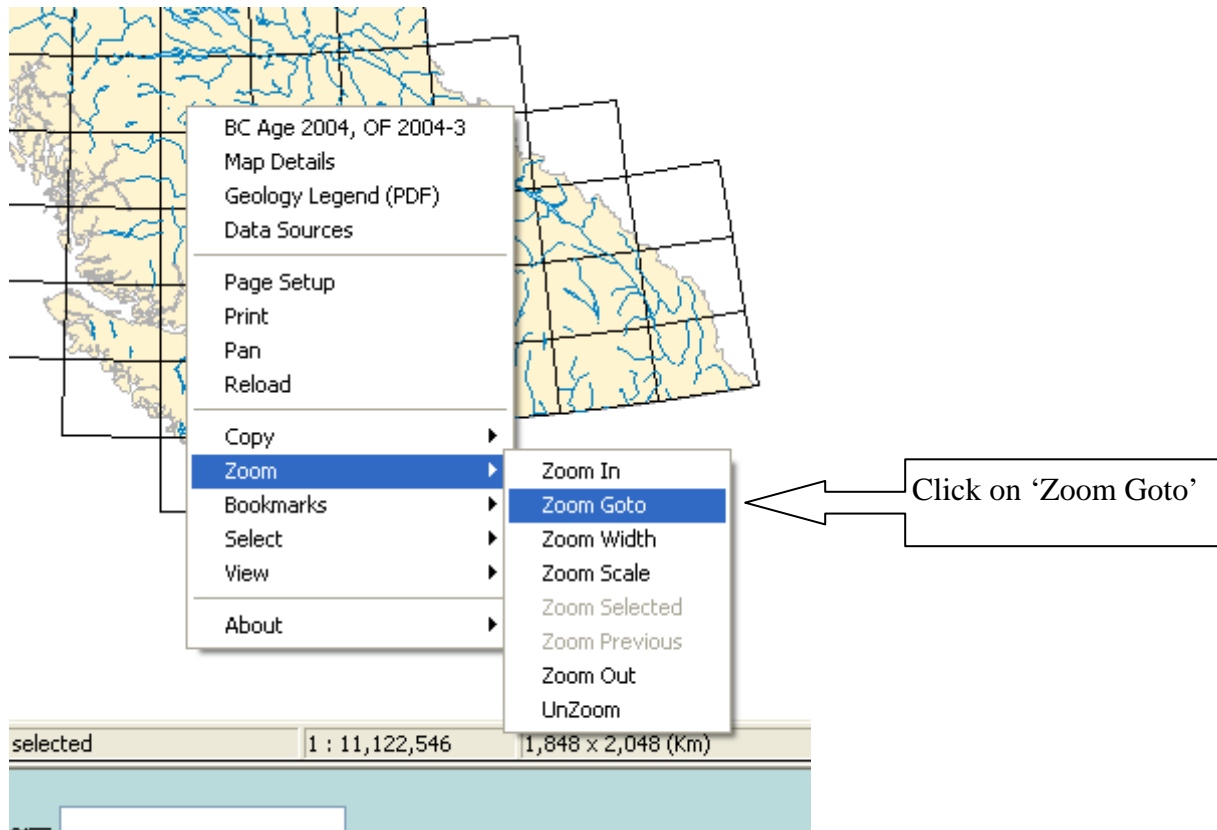 BC Age 2004, OF 2004-3
Map Details
Geology Legend (PDF)
Data Sources
Page Setup
Print
Pan
Reload
Copy
Zoom
Bookmarks
Select
View
About
Zoom In
Zoom Goto
Zoom Width
Zoom Scale
Zoom Selected
Zoom Previous
Zoom Out
UnZoom
Click on ‘Zoom Goto’
selected 1 : 11,122,546 1,848 x 2,048 (Km)